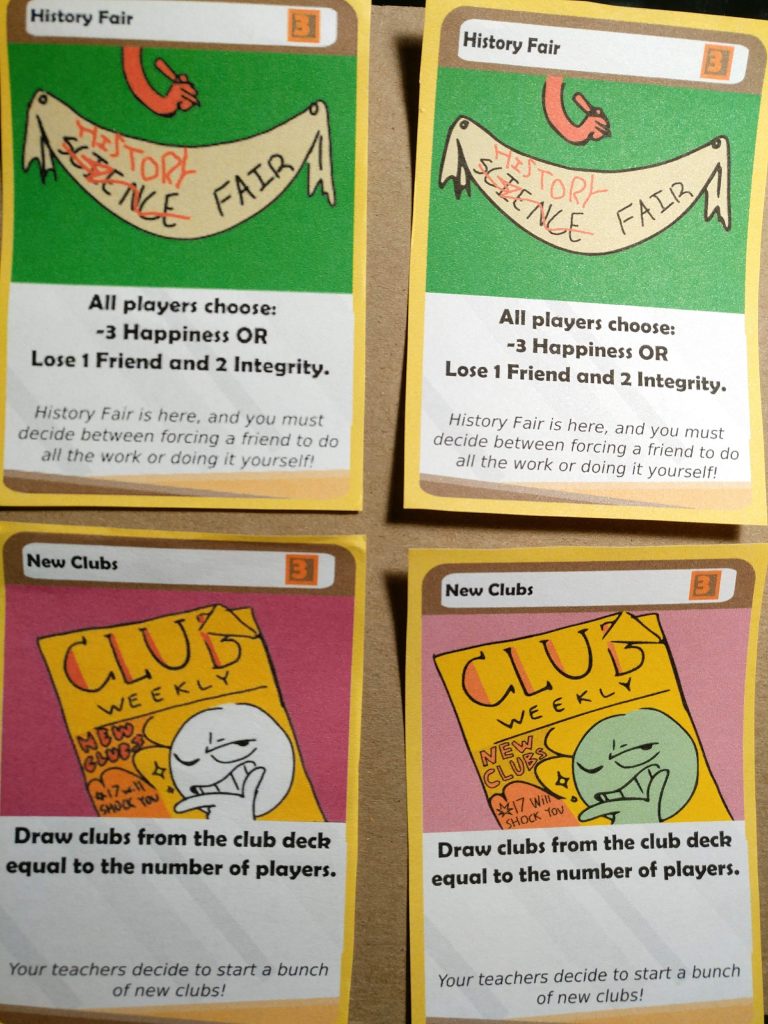 History Fair 3
HISTORY
SCIENCE FAIR
All players choose:
-3 Happiness OR
Lose 1 Friend and 2 Integrity.
History Fair is here, and you must
decide between forcing a friend to do
all the work or doing it yourself!
History Fair 3
HISTORY
SCIENCE FAIR
All players choose:
-3 Happiness OR
Lose 1 Friend and 2 Integrity.
History Fair is here, and you must
decide between forcing a friend to do
all the work or doing it yourself!
New Clubs 3
CLUB
WEEKLY
NEW
CLUBS
#17 will
SHOCK YOU
Draw clubs from the club deck
equal to the number of players.
Your teachers decide to start a bunch
of new clubs!
New Clubs 3
CLUB
WEEKLY
NEW
CLUBS
#17 Will
SHOCK YOU
Draw clubs from the club deck
equal to the number of players.
Your teachers decide to start a bunch
of new clubs!